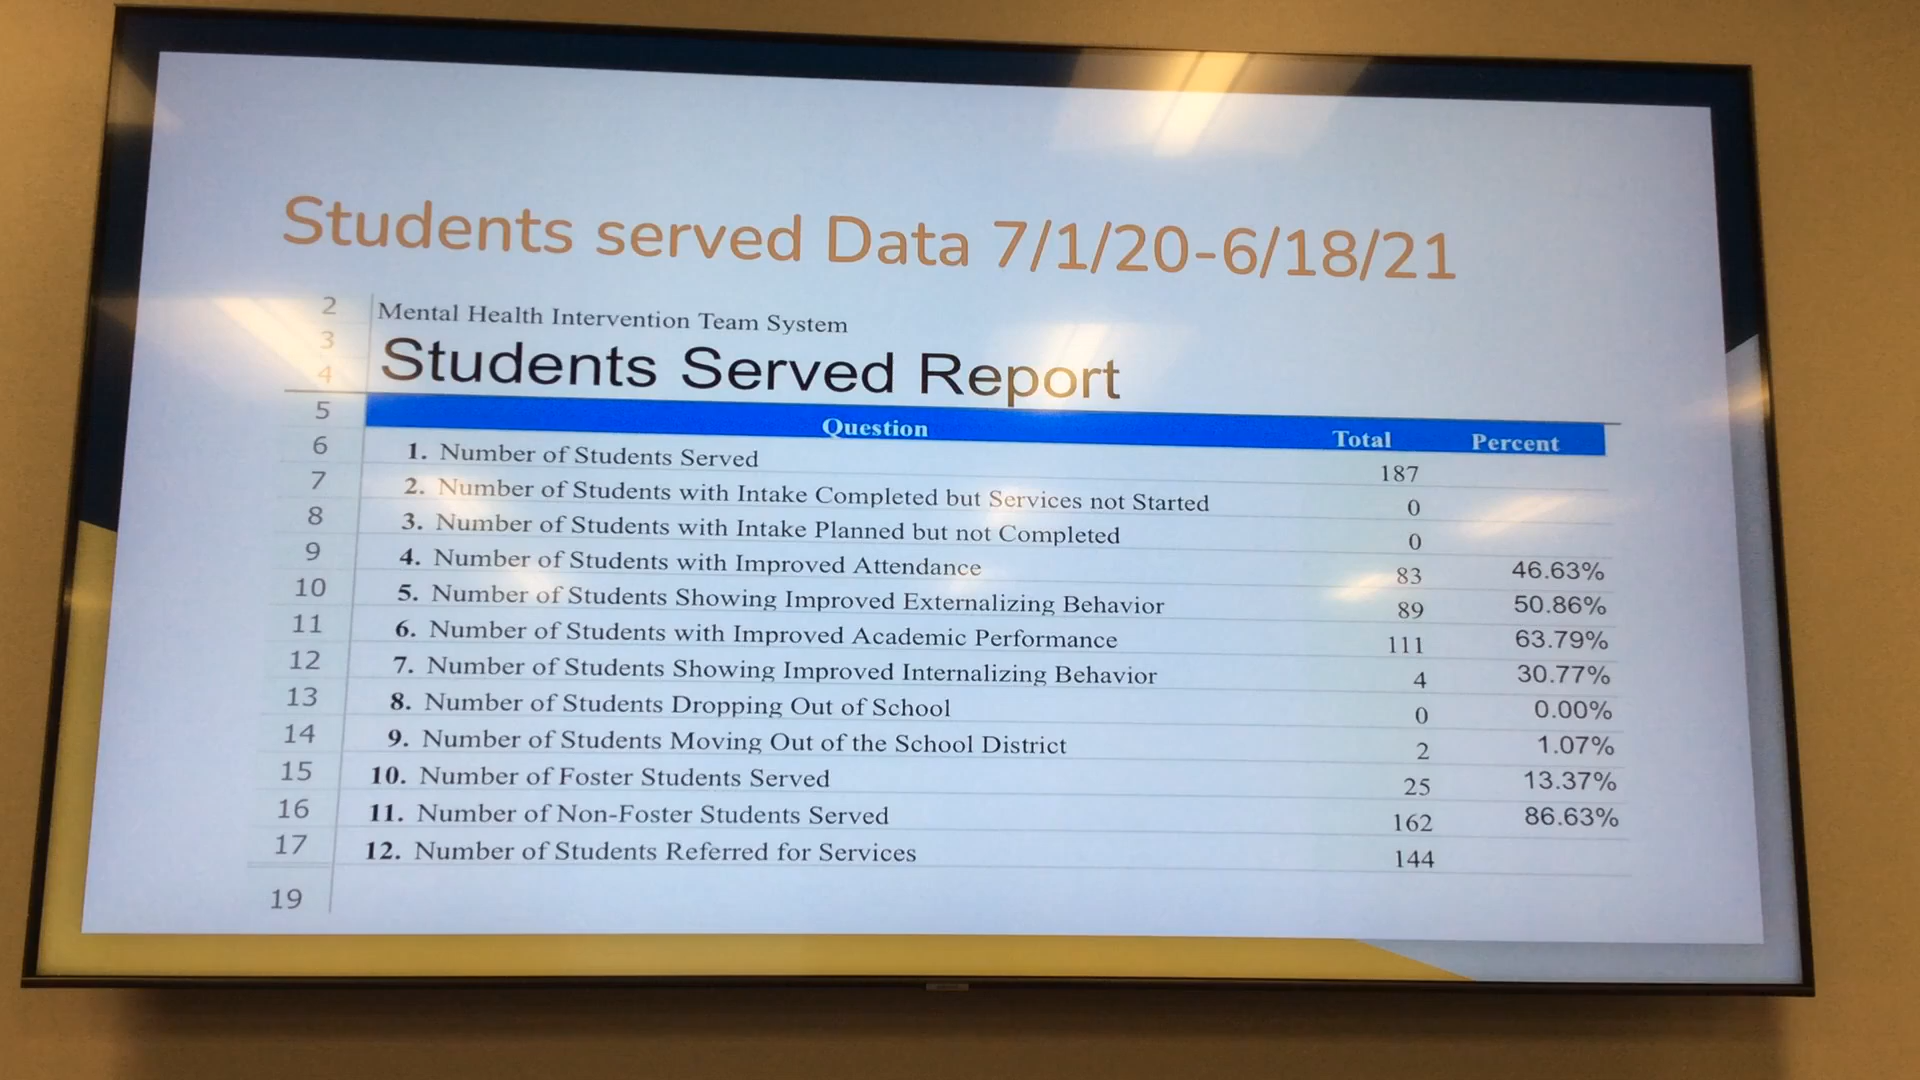 Students served Data 7/1/20-6/18/21
2 Mental Health Intervention Team System
3
4 Students Served Report
5 Question Total Percent
6 1. Number of Students Served 187
7 2. Number of Students with Intake Completed but Services not Started 0
8 3. Number of Students with Intake Planned but not Completed 0
9 4. Number of Students with Improved Attendance 83 46.63%
10 5. Number of Students Showing Improved Externalizing Behavior 89 50.86%
11 6. Number of Students with Improved Academic Performance 111 63.79%
12 7. Number of Students Showing Improved Internalizing Behavior 4 30.77%
13 8. Number of Students Dropping Out of School 0 0.00%
14 9. Number of Students Moving Out of the School District 2 1.07%
15 10. Number of Foster Students Served 25 13.37%
16 11. Number of Non-Foster Students Served 162 86.63%
17 12. Number of Students Referred for Services 144
19